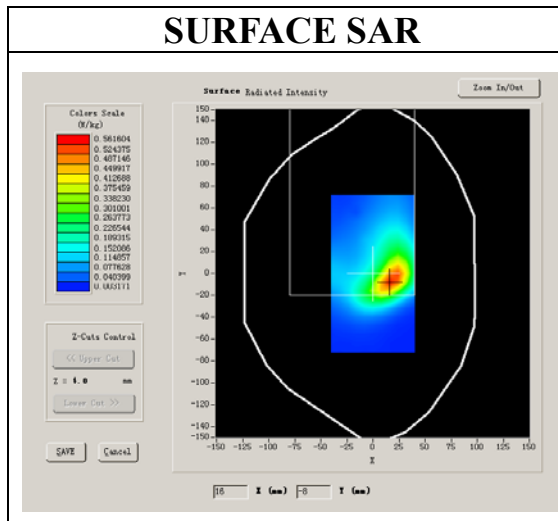 SURFACE SAR
Surface Radiated Intensity
Zoom In/Out
Colors Scale
(W/kg)
0.561604
0.524375
0.487146
0.449917
0.412688
0.375459
0.338230
0.301001
0.263773
0.226544
0.189315
0.152086
0.114857
0.077628
0.040399
0.003171
150
140
120
100
80
60
40
20
0
-20
-40
-60
-80
-100
-120
-140
-150
Y
-150 -125 -100 -75 -50 -25 0 25 50 75 100 125 150
X
Z-Cuts Control
<< Upper Cut
Z = 4.0 mm
Lower Cut >>
SAVE Cancel
16 X (mm) -8 Y (mm)